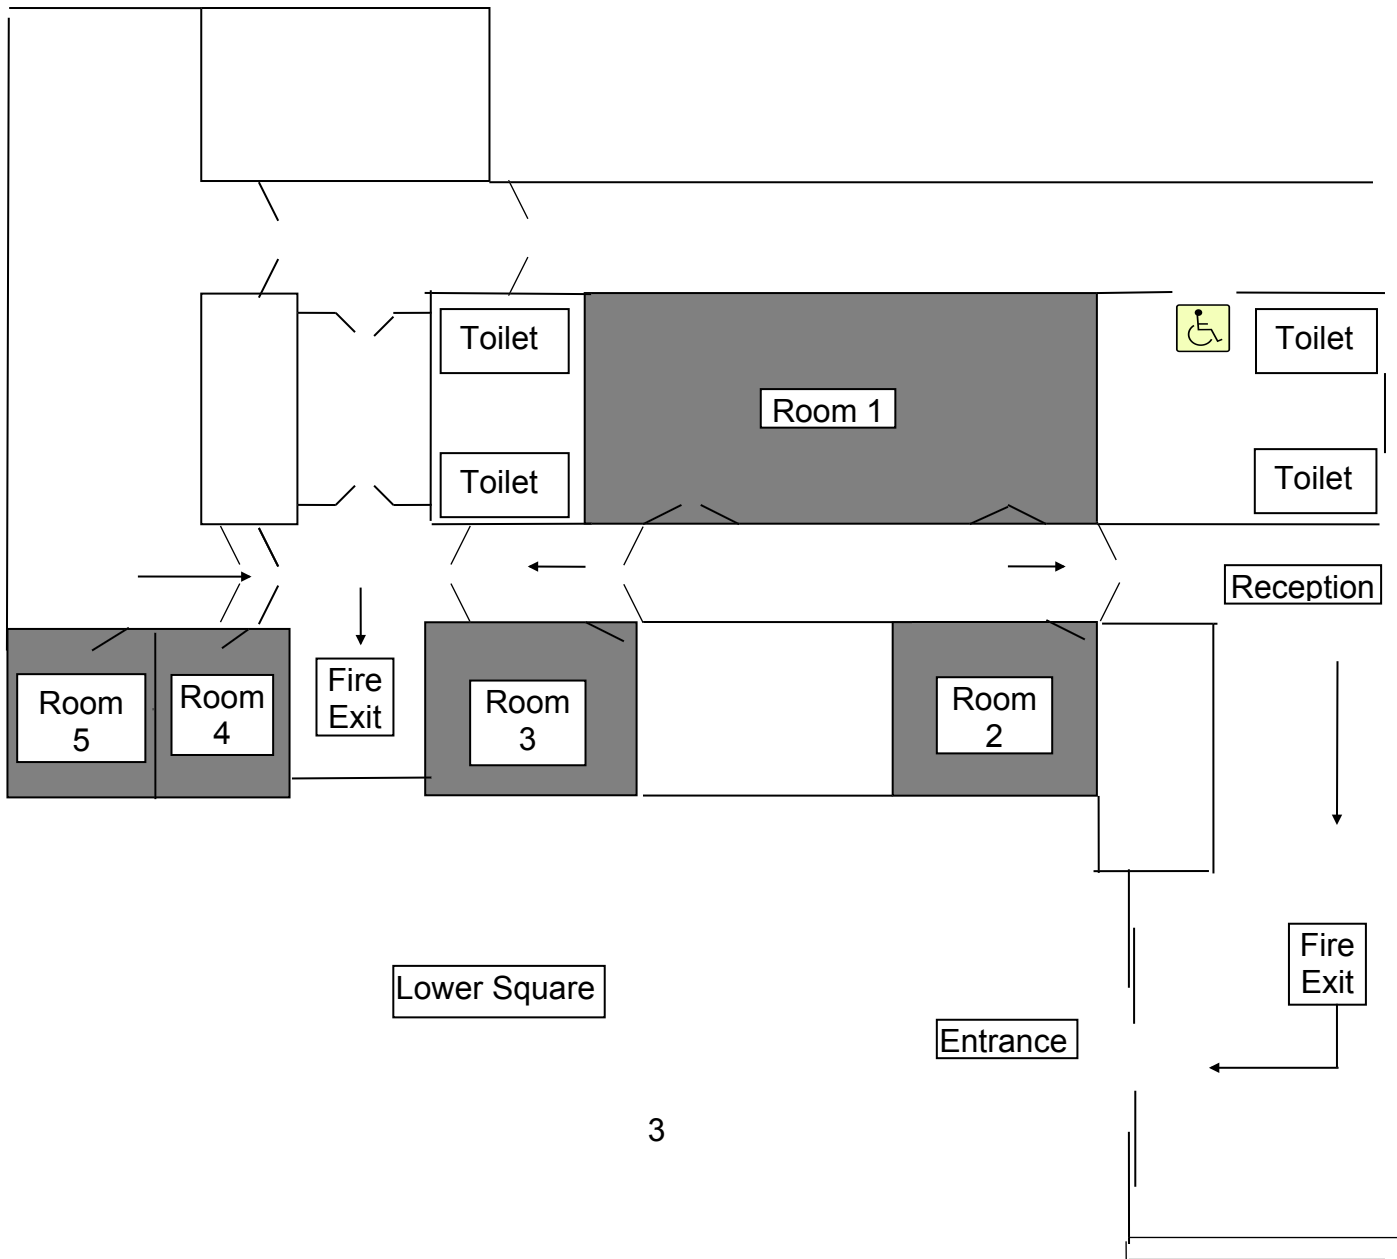 Toilet
Toilet
Room 1
Toilet
Toilet
Reception
Room
5
Room
4
Fire
Exit
Room
3
Room
2
Fire
Exit
Lower Square
Entrance
3